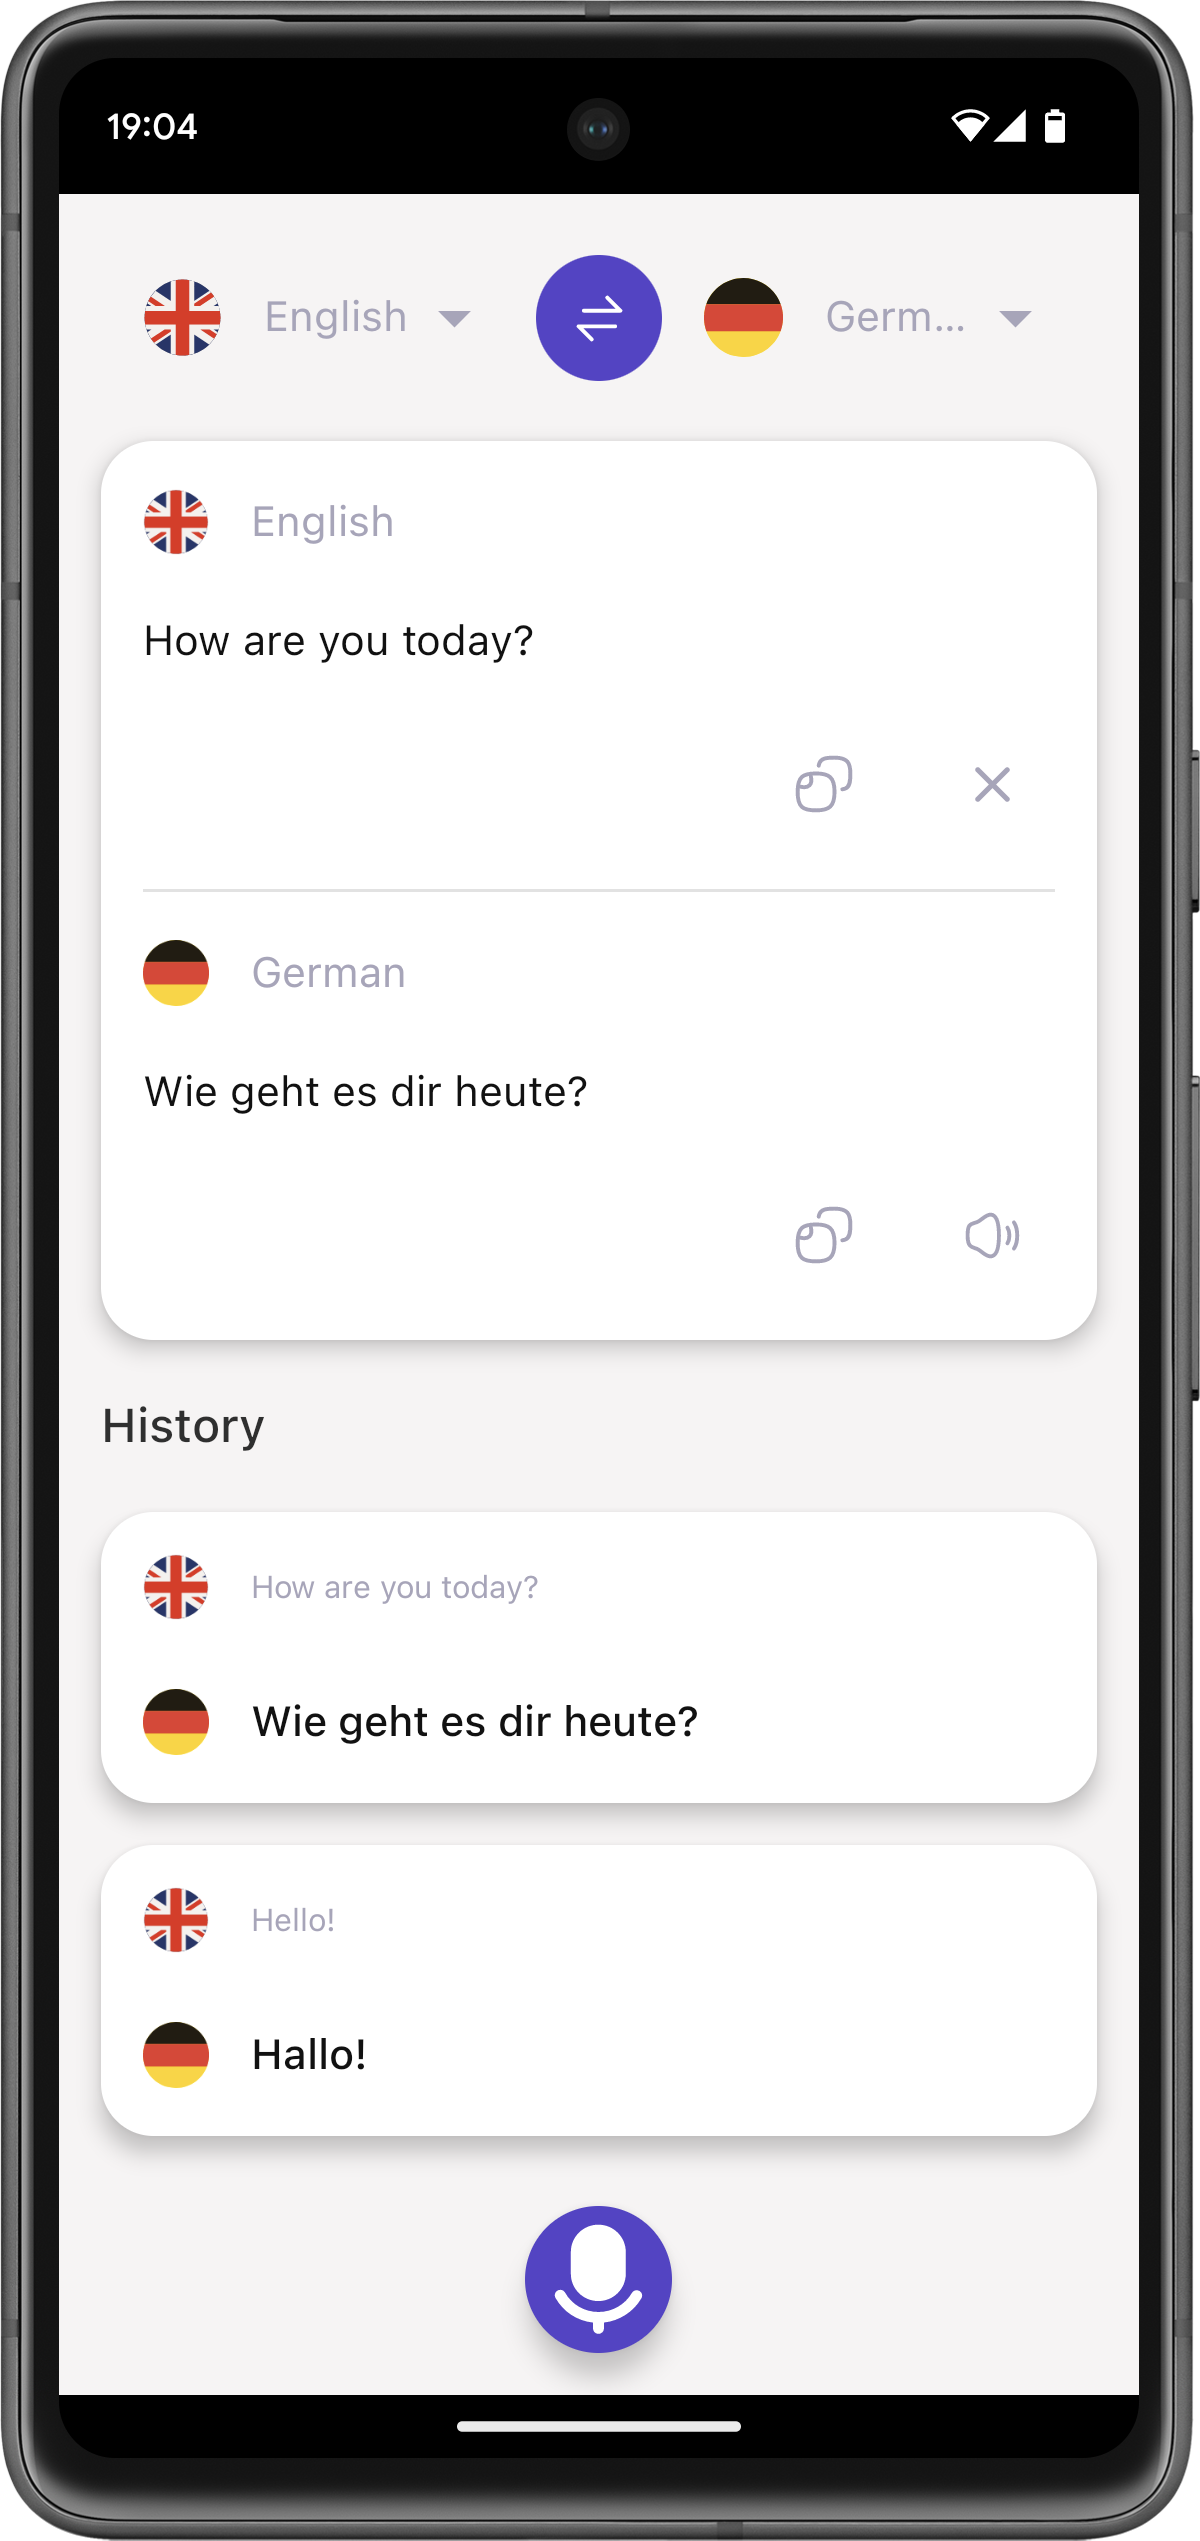 19:04
English
Germ...
English
How are you today?
German
Wie geht es dir heute?
History
How are you today?
Wie geht es dir heute?
Hello!
Hallo!